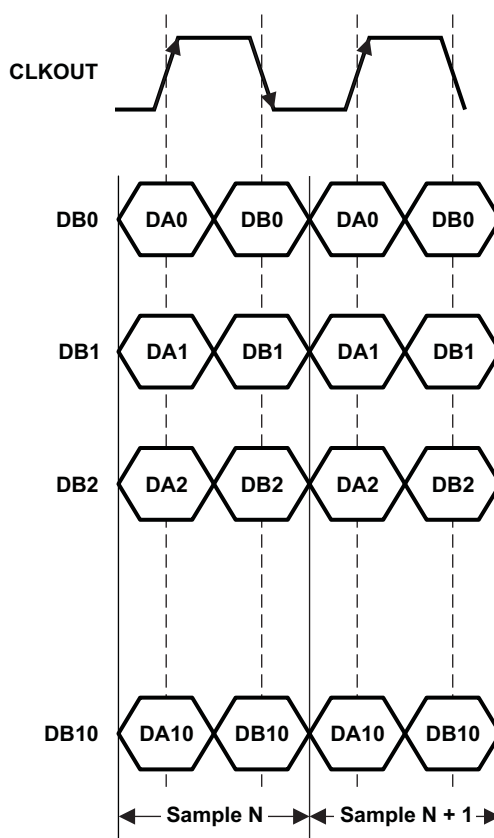 CLKOUT
DB0 DA0 DB0 DA0 DB0
DB1 DA1 DB1 DA1 DB1
DB2 DA2 DB2 DA2 DB2
DB10 DA10 DB10 DA10 DB10
Sample N Sample N + 1